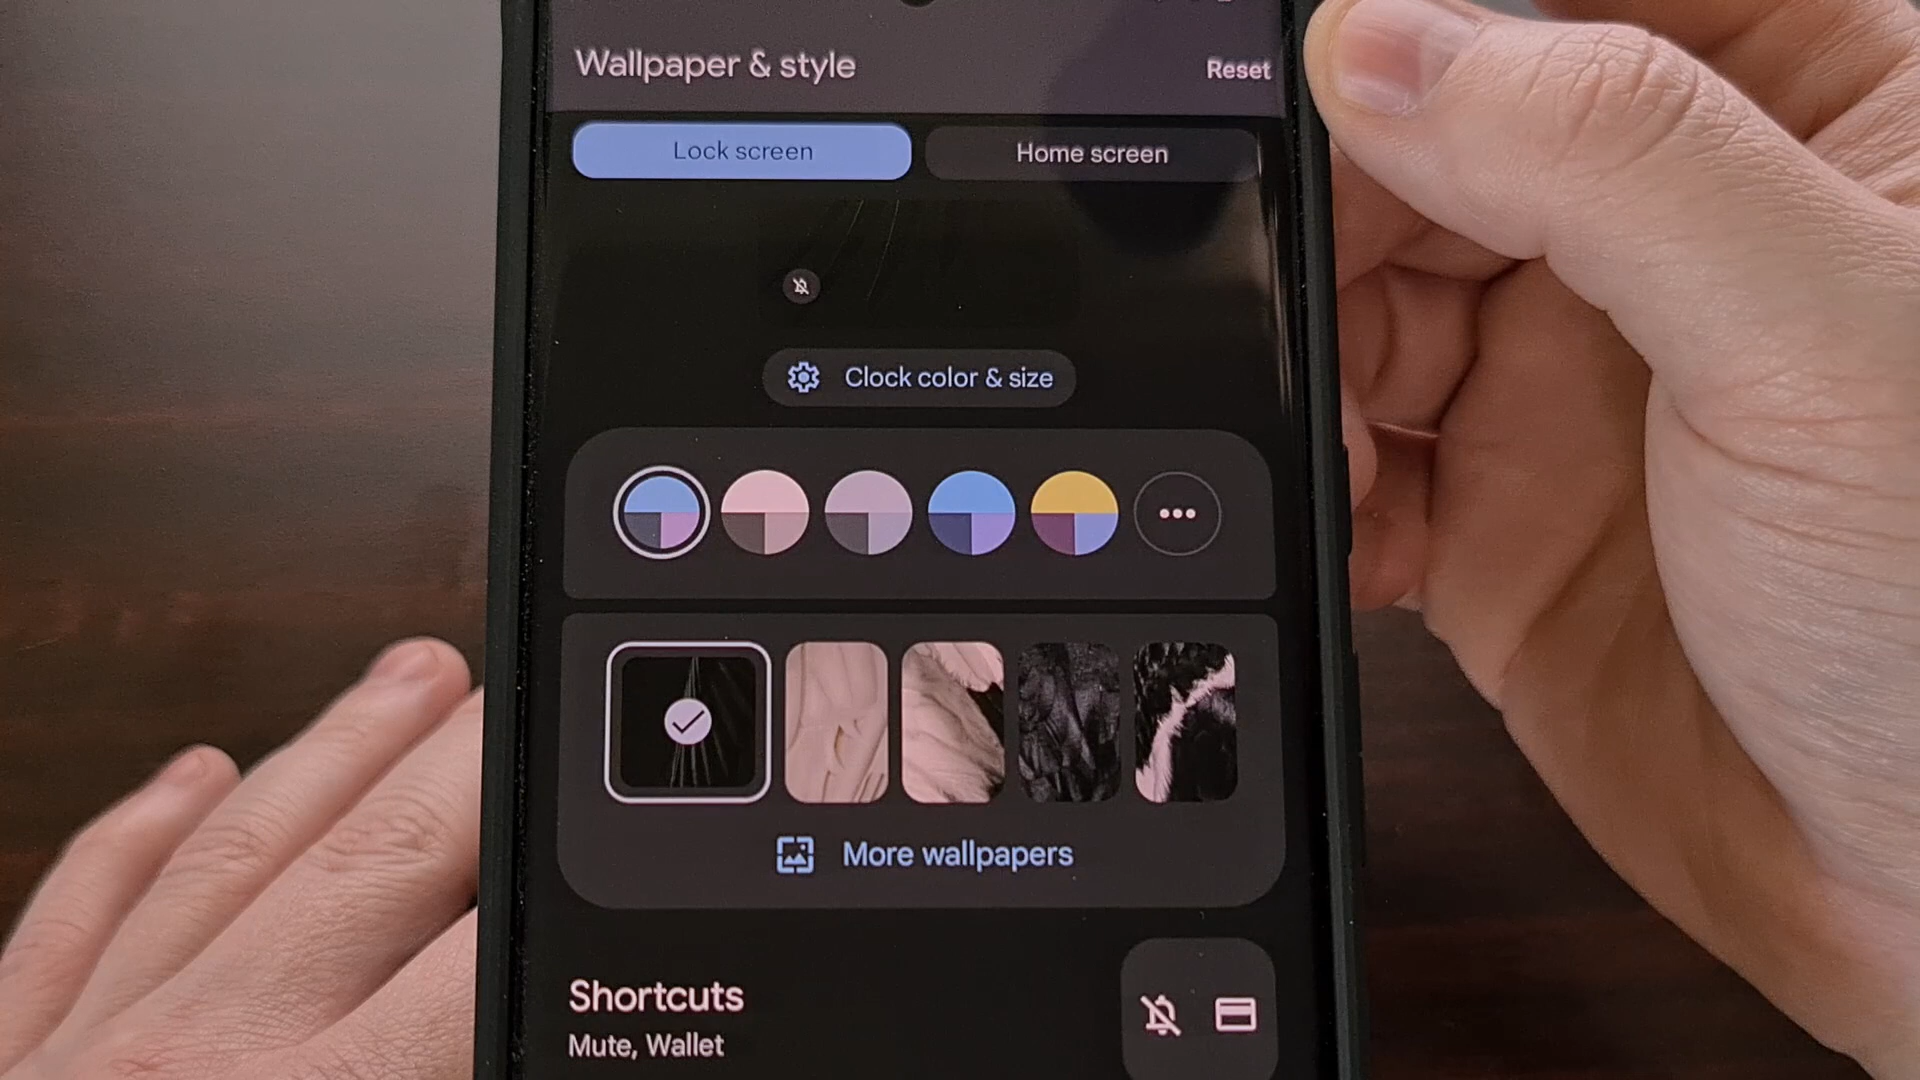 Wallpaper & style
Reset
Lock screen
Home screen
Clock color & size
More wallpapers
Shortcuts
Mute, Wallet